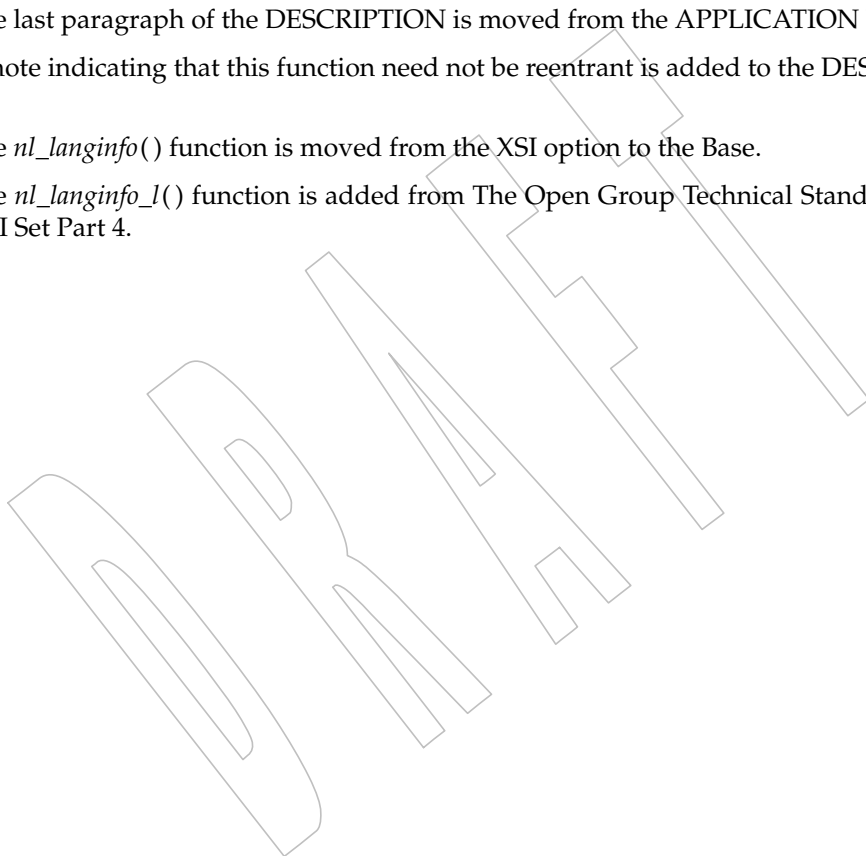 e last paragraph of the DESCRIPTION is moved from the APPLICATION
note indicating that this function need not be reentrant is added to the DES
e nl_langinfo( ) function is moved from the XSI option to the Base.
e nl_langinfo_l( ) function is added from The Open Group Technical Stand
I Set Part 4.
DRAFT